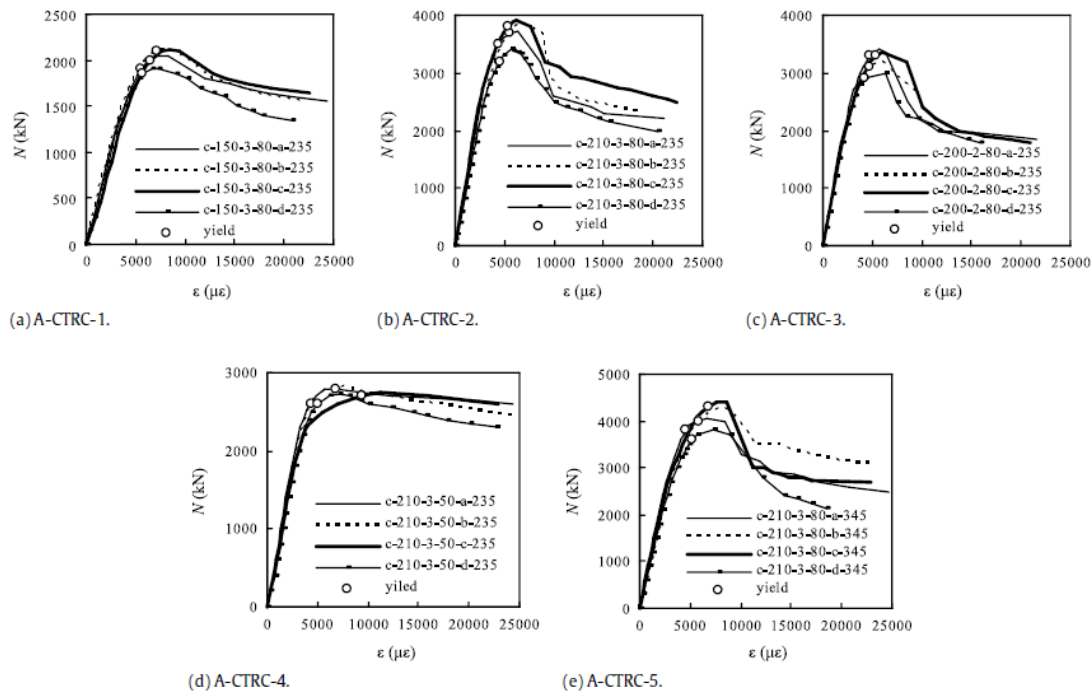 2500
2000
1500
1000
500
0
N (kN)
c-150-3-80-a-235
c-150-3-80-b-235
c-150-3-80-c-235
c-150-3-80-d-235
yield
0 5000 10000 15000 20000 25000
ε (με)
(a) A-CTRC-1.
4000
3000
2000
1000
0
N (kN)
c-210-3-80-a-235
c-210-3-80-b-235
c-210-3-80-c-235
c-210-3-80-d-235
yield
0 5000 10000 15000 20000 25000
ε (με)
(b) A-CTRC-2.
4000
3000
2000
1000
0
N (kN)
c-200-2-80-a-235
c-200-2-80-b-235
c-200-2-80-c-235
c-200-2-80-d-235
yield
0 5000 10000 15000 20000 25000
ε (με)
(c) A-CTRC-3.
3000
2000
1000
0
N (kN)
c-210-3-50-a-235
c-210-3-50-b-235
c-210-3-50-c-235
c-210-3-50-d-235
yiled
0 5000 10000 15000 20000 25000
ε (με)
(d) A-CTRC-4.
5000
4000
3000
2000
1000
0
N (kN)
c-210-3-80-a-345
c-210-3-80-b-345
c-210-3-80-c-345
c-210-3-80-d-345
yield
0 5000 10000 15000 20000 25000
ε (με)
(e) A-CTRC-5.